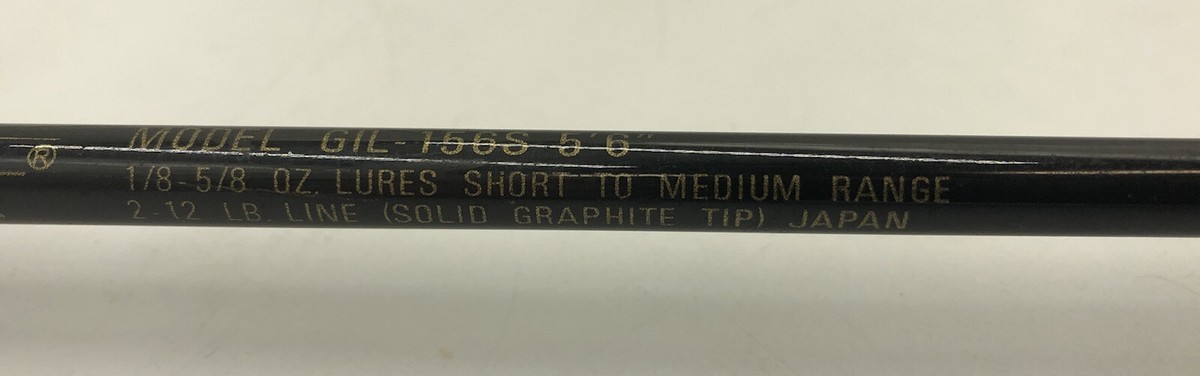 ®
MODEL GIL-156S 5'6"
1/8-5/8 OZ. LURES SHORT TO MEDIUM RANGE
2-12 LB. LINE (SOLID GRAPHITE TIP) JAPAN